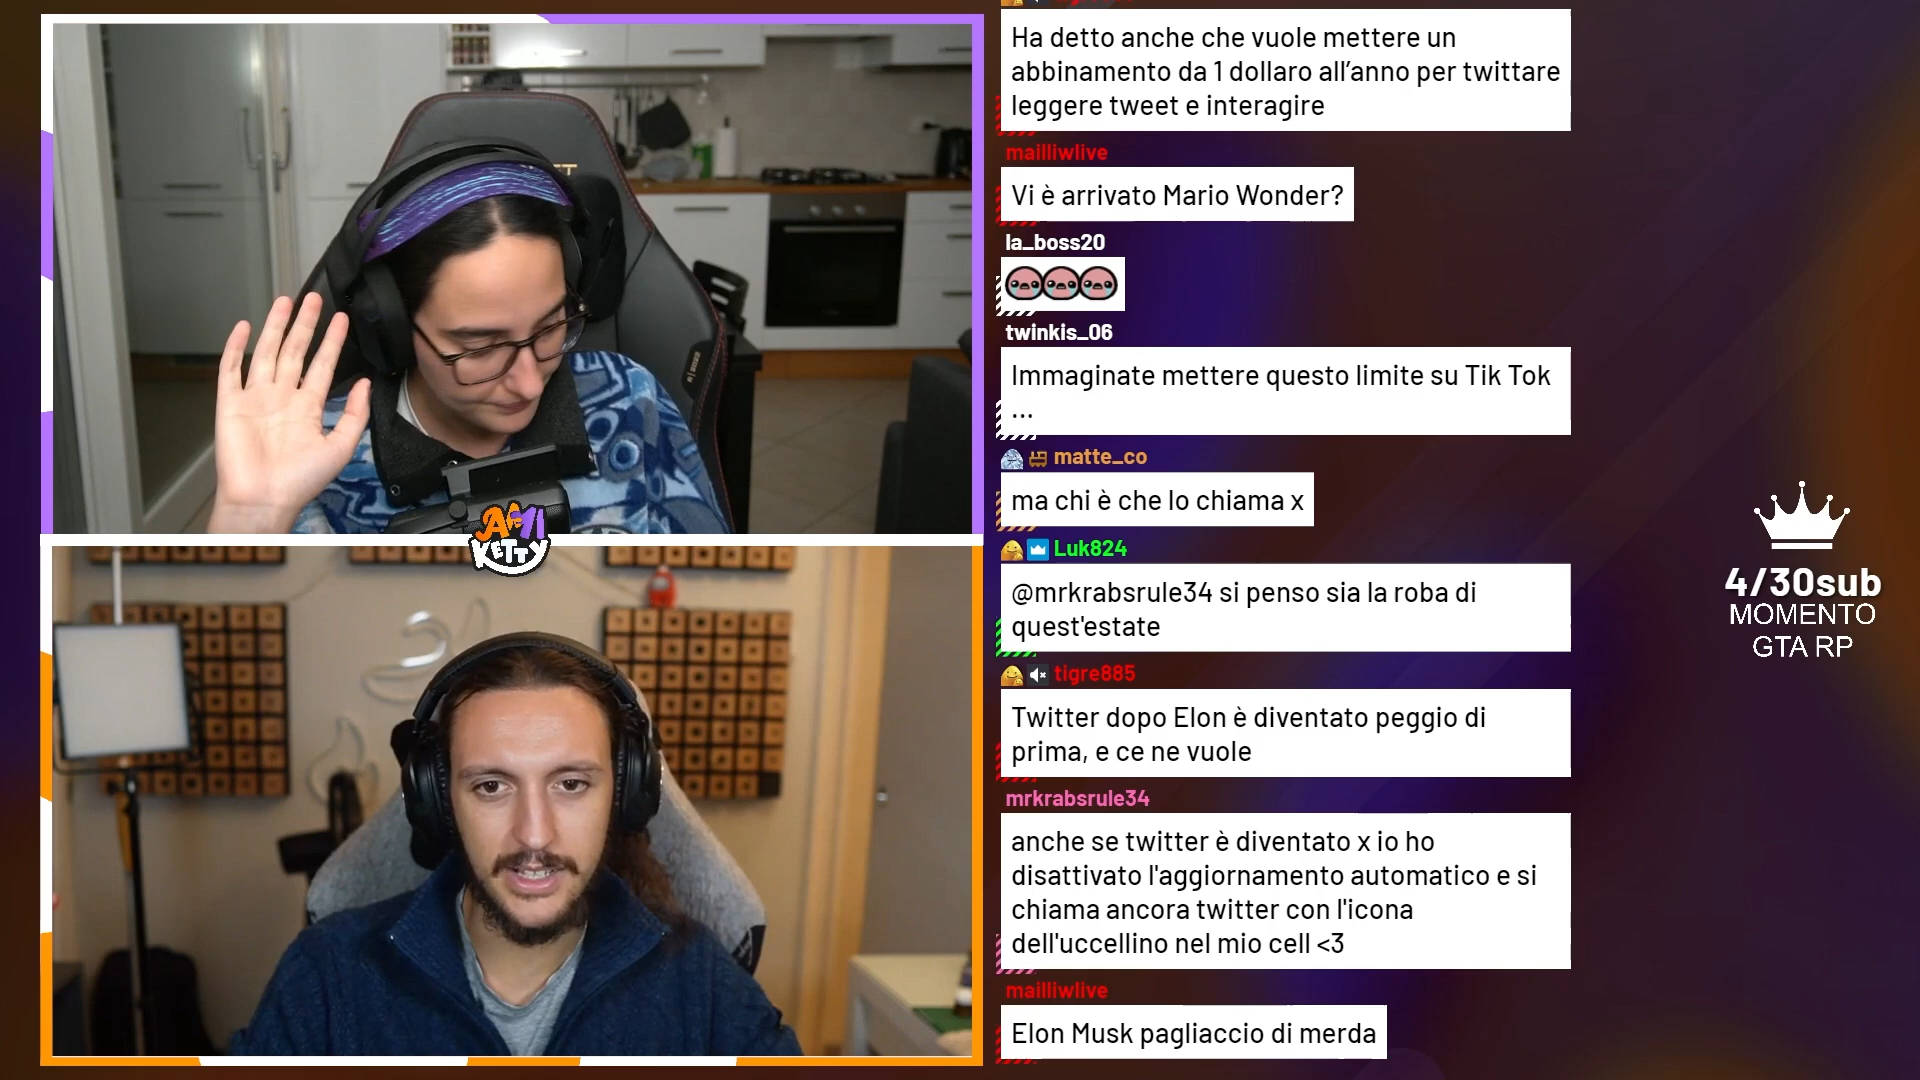 Ha detto anche che vuole mettere un
abbinamento da 1 dollaro all’anno per twittare
leggere tweet e interagire
mailliwlive
Vi è arrivato Mario Wonder?
la_boss20
twinkis_06
Immaginate mettere questo limite su Tik Tok
...
matte_co
ma chi è che lo chiama x
Luk824
@mrkrabsrule34 si penso sia la roba di
quest'estate
tigre885
Twitter dopo Elon è diventato peggio di
prima, e ce ne vuole
mrkrabsrule34
anche se twitter è diventato x io ho
disattivato l'aggiornamento automatico e si
chiama ancora twitter con l'icona
dell'uccellino nel mio cell <3
mailliwlive
Elon Musk pagliaccio di merda
4/30sub
MOMENTO
GTA RP
KETTY